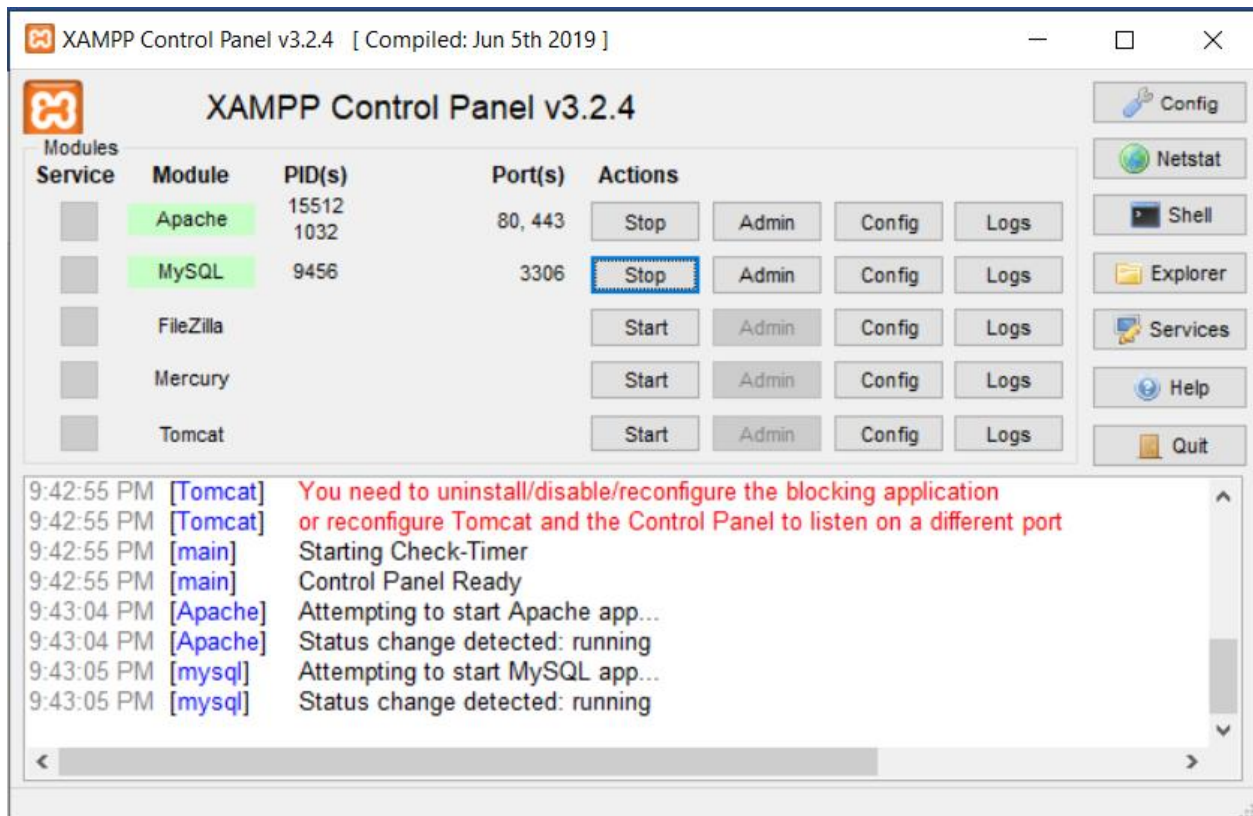 XAMPP Control Panel v3.2.4 [ Compiled: Jun 5th 2019 ]
XAMPP Control Panel v3.2.4
Config
Modules
Netstat
Service Module PID(s) Port(s) Actions
Apache 15512 1032 80, 443 Stop Admin Config Logs
Shell
MySQL 9456 3306 Stop Admin Config Logs
Explorer
FileZilla Start Admin Config Logs
Services
Mercury Start Admin Config Logs
Help
Tomcat Start Admin Config Logs
Quit
9:42:55 PM [Tomcat] You need to uninstall/disable/reconfigure the blocking application
9:42:55 PM [Tomcat] or reconfigure Tomcat and the Control Panel to listen on a different port
9:42:55 PM [main] Starting Check-Timer
9:42:55 PM [main] Control Panel Ready
9:43:04 PM [Apache] Attempting to start Apache app...
9:43:04 PM [Apache] Status change detected: running
9:43:05 PM [mysql] Attempting to start MySQL app...
9:43:05 PM [mysql] Status change detected: running